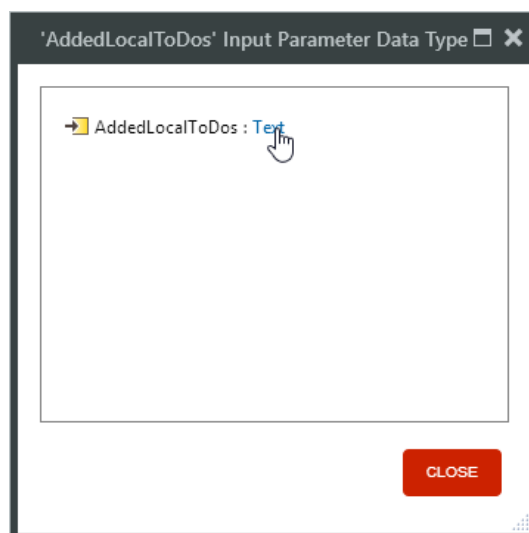 'AddedLocalToDos' Input Parameter Data Type
AddedLocalToDos : Text
CLOSE